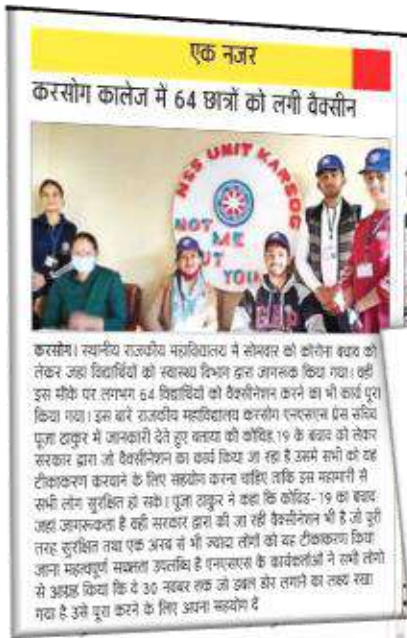 एक नजर
करसोग कालेज में 64 छात्रों को लगी वैक्सीन
NSS UNIT KARSOG
NOT
ME
BUT
YOU
करसोग। स्थानीय राजकीय महाविद्यालय में सोमवार को कोरोना बचाव को
लेकर जहां विद्यार्थियों को स्वास्थ्य विभाग द्वारा जागरूक किया गया। वहीं
इस मौके पर लगभग 64 विद्यार्थियों को वैक्सीनेशन करने का भी कार्य पूरा
किया गया। इस बारे राजकीय महाविद्यालय करसोग एनएसएस प्रेस सचिव
पूजा ठाकुर में जानकारी देते हुए बताया की कोविड 19 के बचाव को लेकर
सरकार द्वारा जो वैक्सीनेशन का कार्य किया जा रहा है उसमे सभी को यह
टीकाकरण करवाने के लिए सहयोग करना चाहिए ताकि इस महामारी से
सभी लोग सुरक्षित हो सके। पूजा ठाकुर ने कहा कि कोविड-19 का बचाव
जहां जागरूकता है वही सरकार द्वारा की जा रही वैक्सीनेशन भी है जो पूरी
तरह सुरक्षित तथा एक अरब से भी ज्यादा लोगों को यह टीकाकरण किया
जाना महत्वपूर्ण सफलता उपलब्धि है एनएसएस के कार्यकर्ताओं ने सभी लोगो
से आग्रह किया कि वे 30 नवंबर तक जो डबल डोर लगाने का लक्ष्य रखा
गया है उसे पूरा करने के लिए अपना सहयोग दें